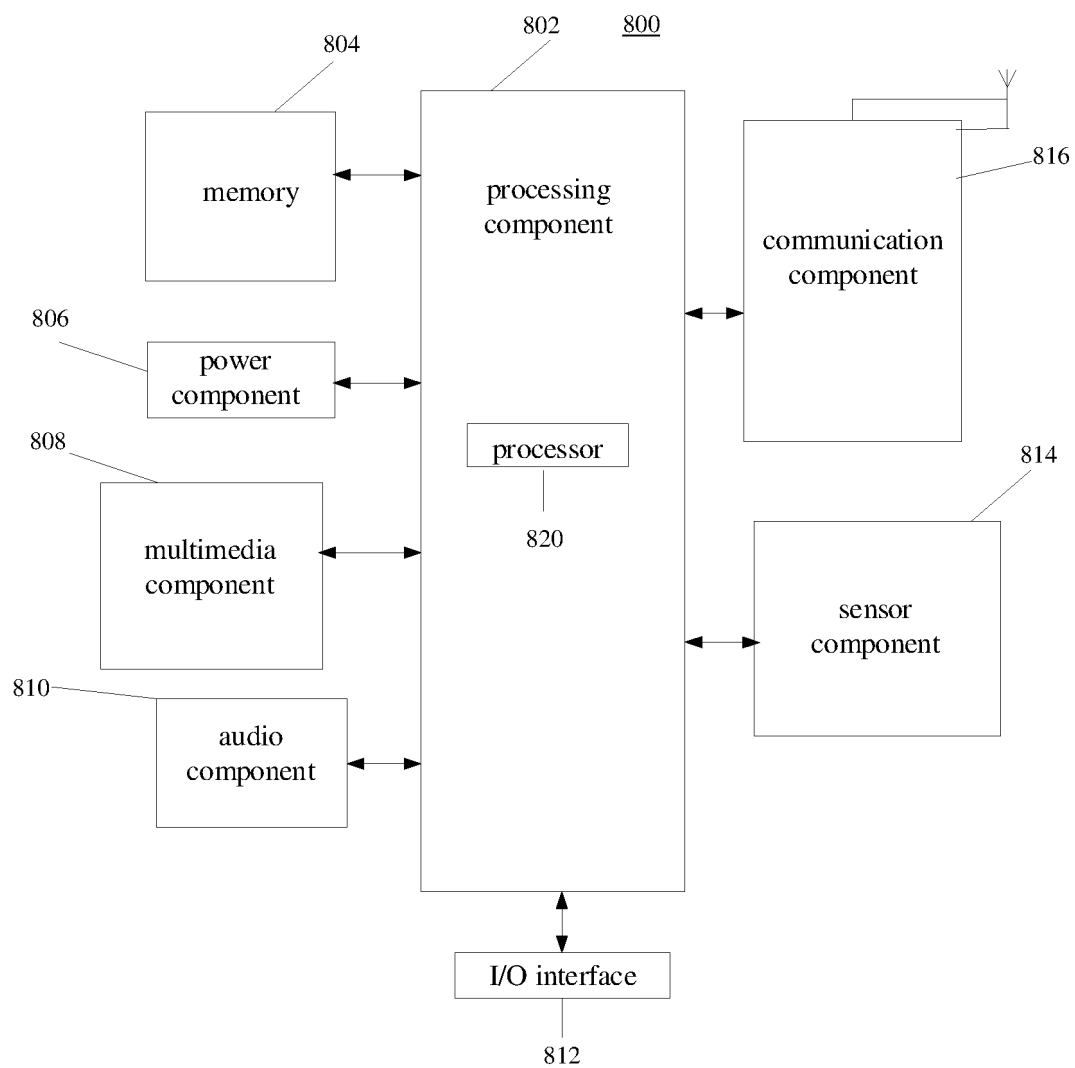 802
800
804
memory
processing
component
816
communication
component
806
power
component
808
processor
820
814
multimedia
component
sensor
component
810
audio
component
I/O interface
812